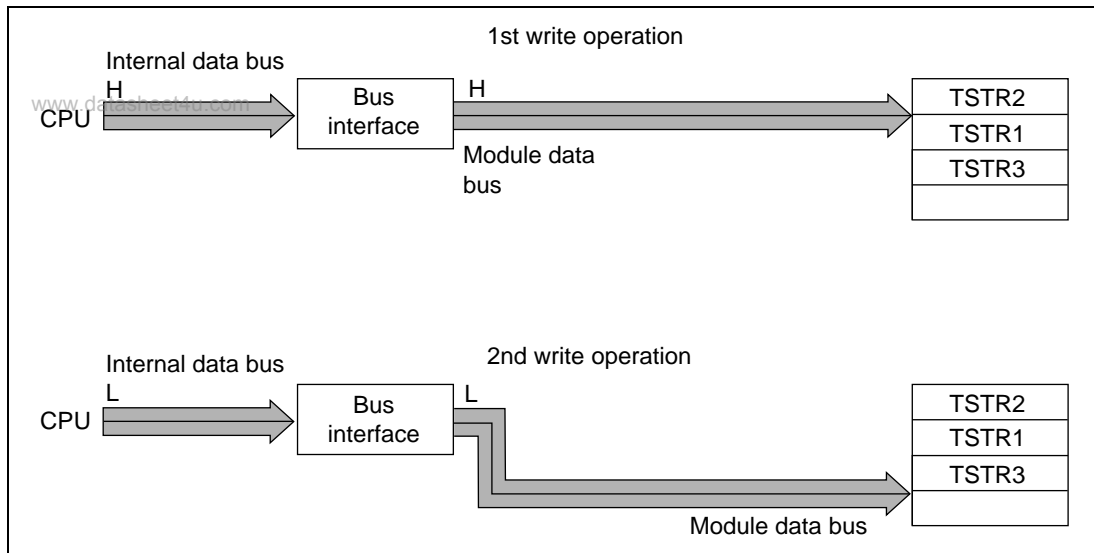 1st write operation
Internal data bus
H
H
www.datasheet4u.com
CPU
Bus
interface
Module data
bus
TSTR2
TSTR1
TSTR3
2nd write operation
Internal data bus
L
L
CPU
Bus
interface
Module data bus
TSTR2
TSTR1
TSTR3